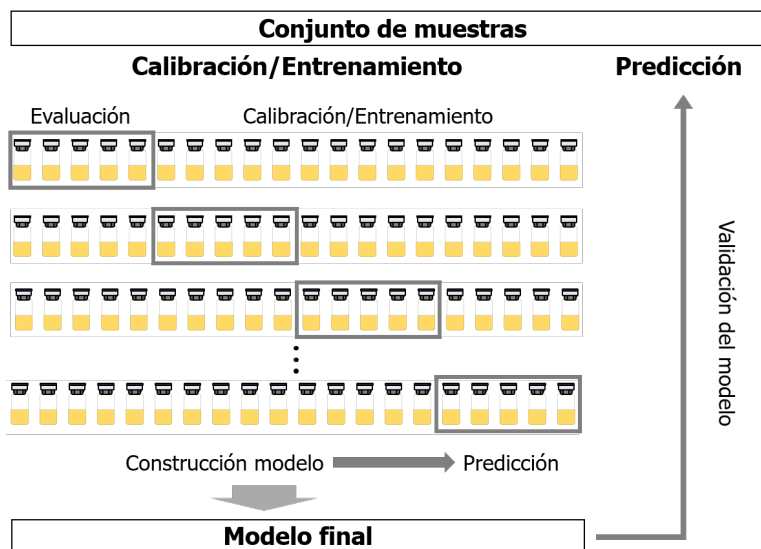 Conjunto de muestras
Calibración/Entrenamiento
Predicción
Evaluación
Calibración/Entrenamiento
Validación del modelo
Construcción modelo
Predicción
Modelo final